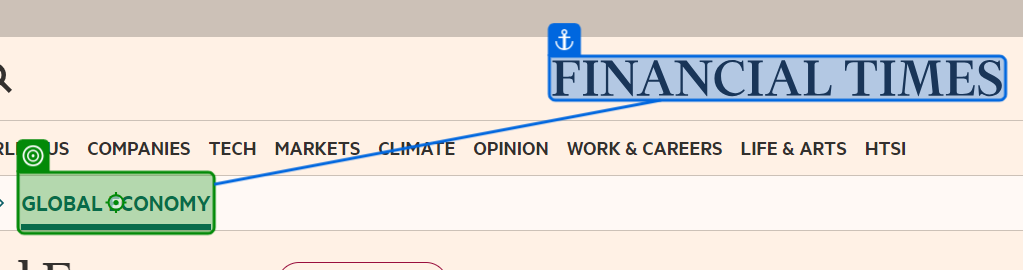 FINANCIAL TIMES
US COMPANIES TECH MARKETS CLIMATE OPINION WORK & CAREERS LIFE & ARTS HTSI
GLOBAL ECONOMY